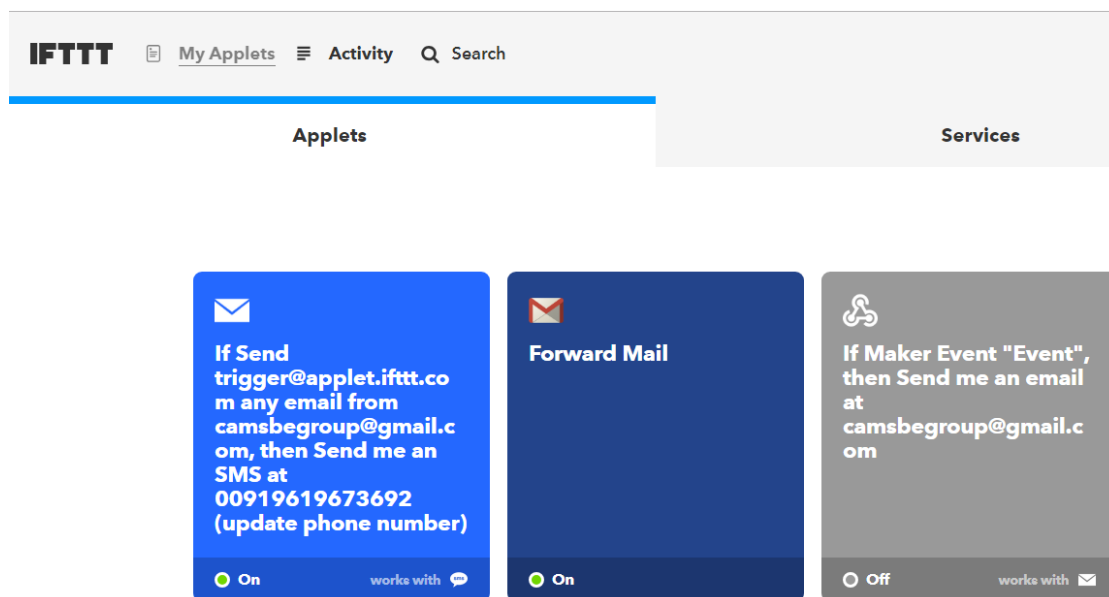 IFTTT My Applets Activity Search
Applets Services
If Send
trigger@applet.ifttt.co
m any email from
camsbegroup@gmail.c
om, then Send me an
SMS at
00919619673692
(update phone number)
On works with
Forward Mail
On
If Maker Event "Event",
then Send me an email
at
camsbegroup@gmail.c
om
Off works with